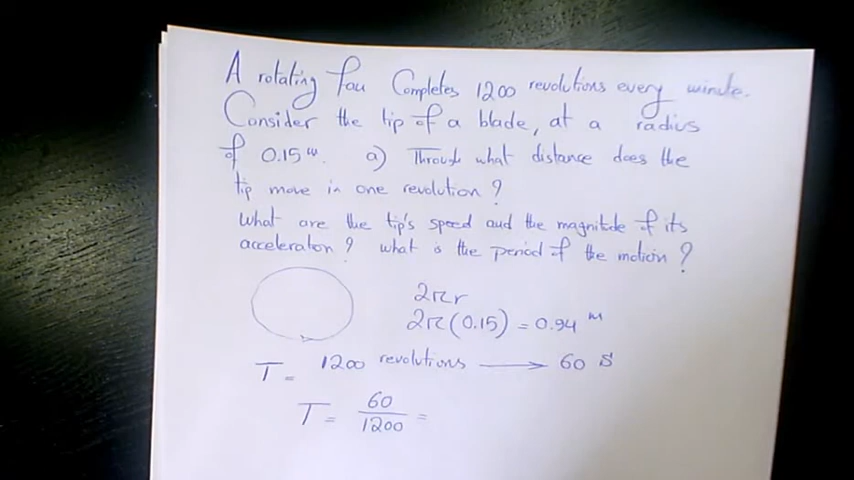 A rotating fan Completes 1200 revolutions every minute.
Consider the tip of a blade, at a radius
of 0.15 m. a) Through what distance does the
tip move in one revolution?
What are the tip's speed and the magnitude of its
acceleration? what is the period of the motion?
2πr
2π(0.15) = 0.94 m
T = 1200 revolutions → 60 s
T = 60/1200 =